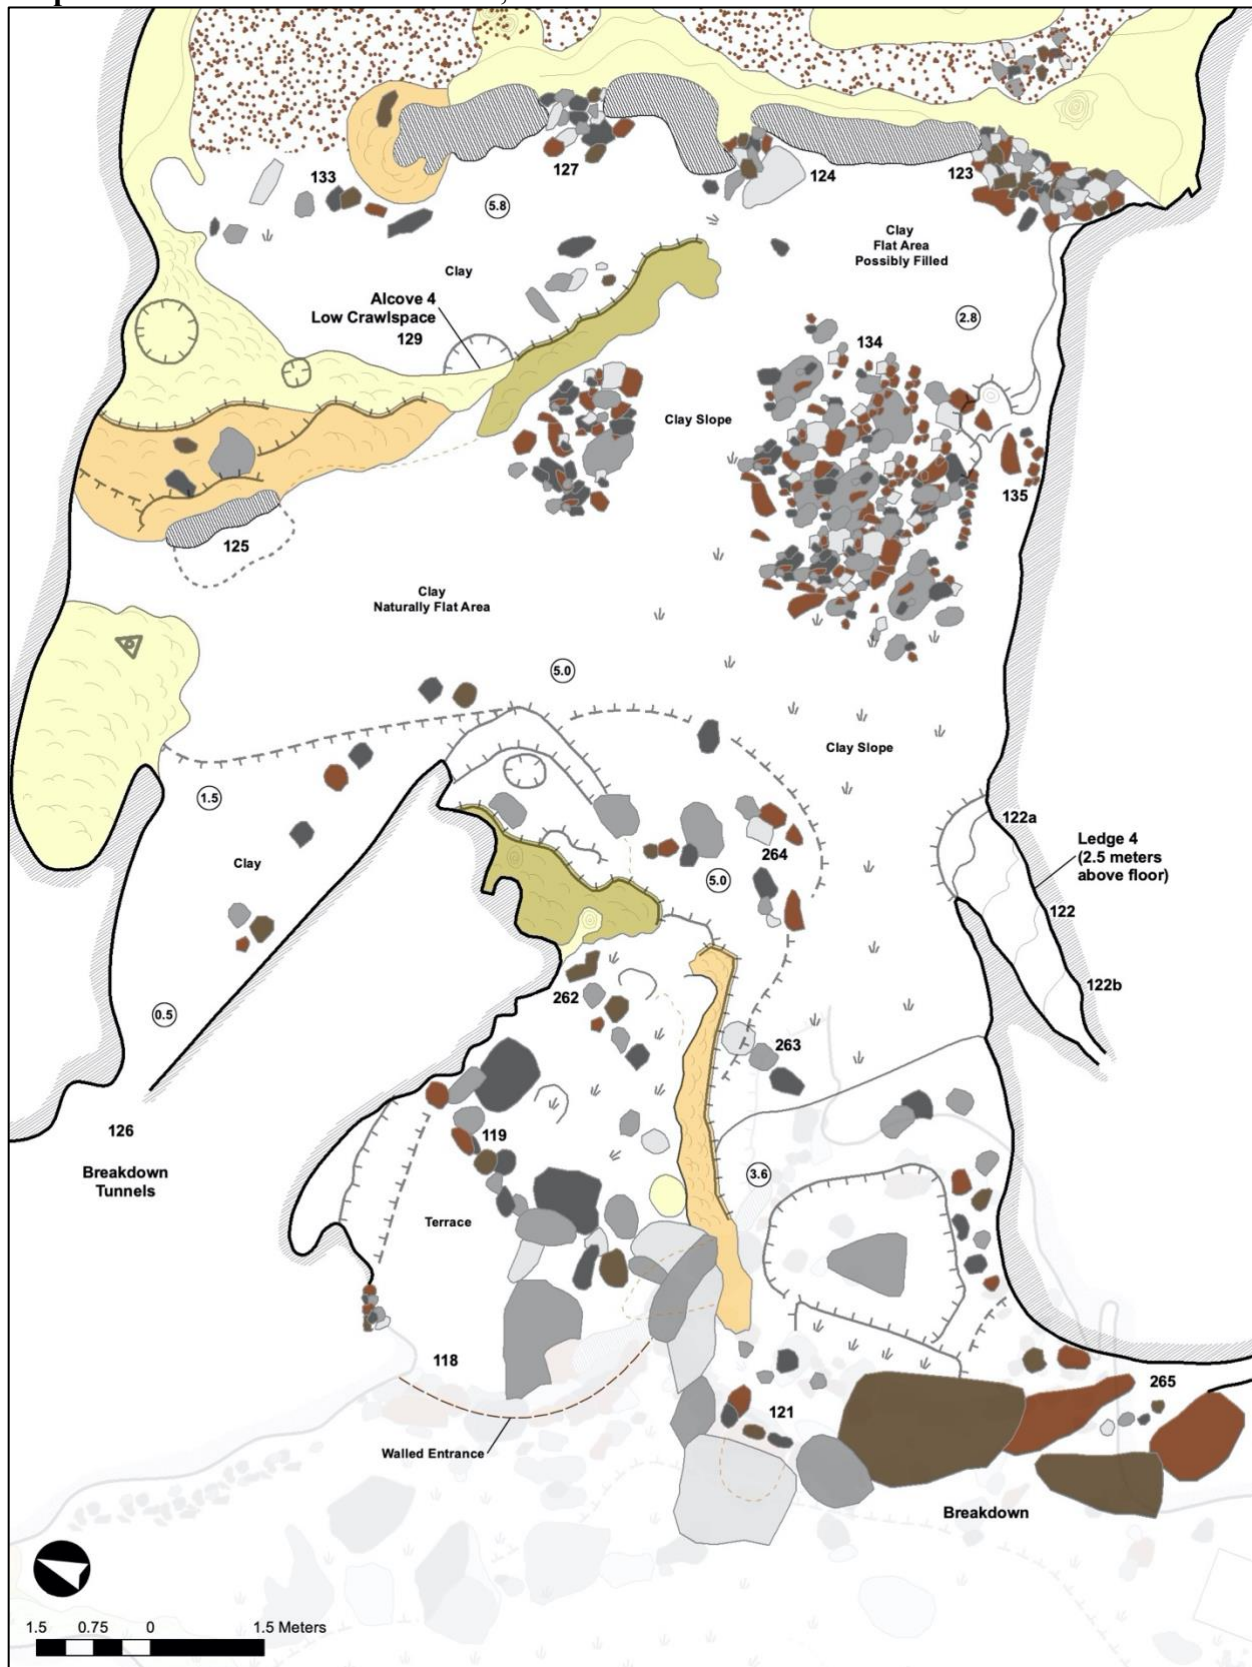 133
127
124
123
5.8
Clay
Flat Area
Possibly Filled
Clay
Alcove 4
Low Crawlspace
129
2.8
134
Clay Slope
135
125
Clay
Naturally Flat Area
5.0
Clay Slope
1.5
122a
Ledge 4
(2.5 meters
above floor)
264
Clay
5.0
122
122b
262
0.5
263
126
119
Breakdown
Tunnels
3.6
Terrace
118
265
121
Walled Entrance
Breakdown
1.5 0.75 0 1.5 Meters